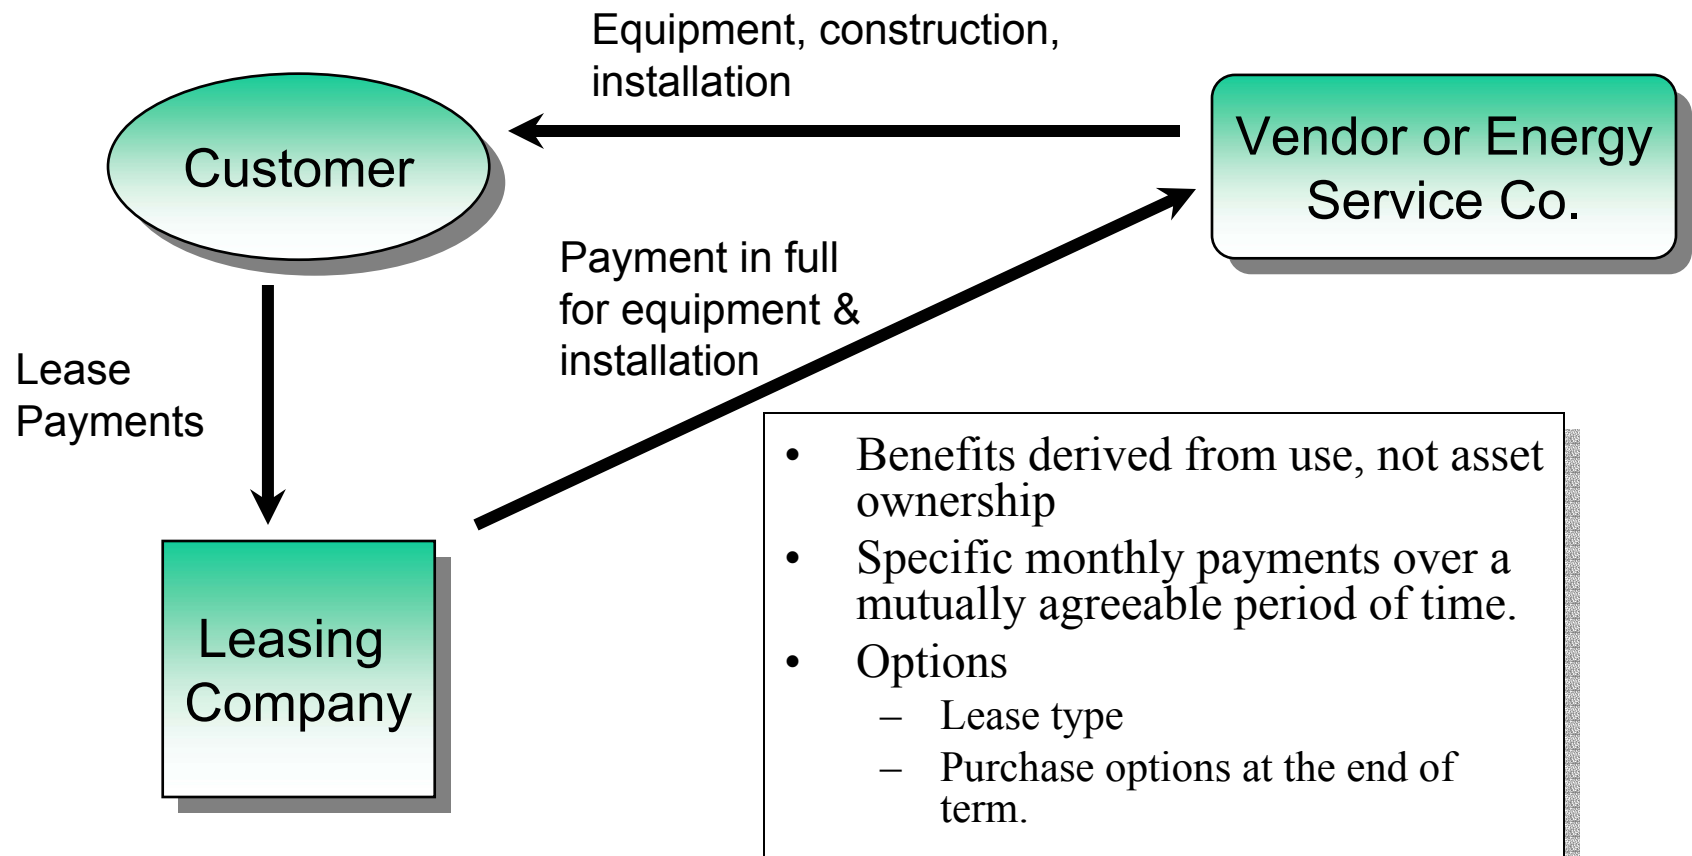 Equipment, construction,
installation
Customer
Vendor or Energy
Service Co.
Payment in full
for equipment &
installation
Lease
Payments
Leasing
Company
• Benefits derived from use, not asset
ownership
• Specific monthly payments over a
mutually agreeable period of time.
• Options
– Lease type
– Purchase options at the end of
term.